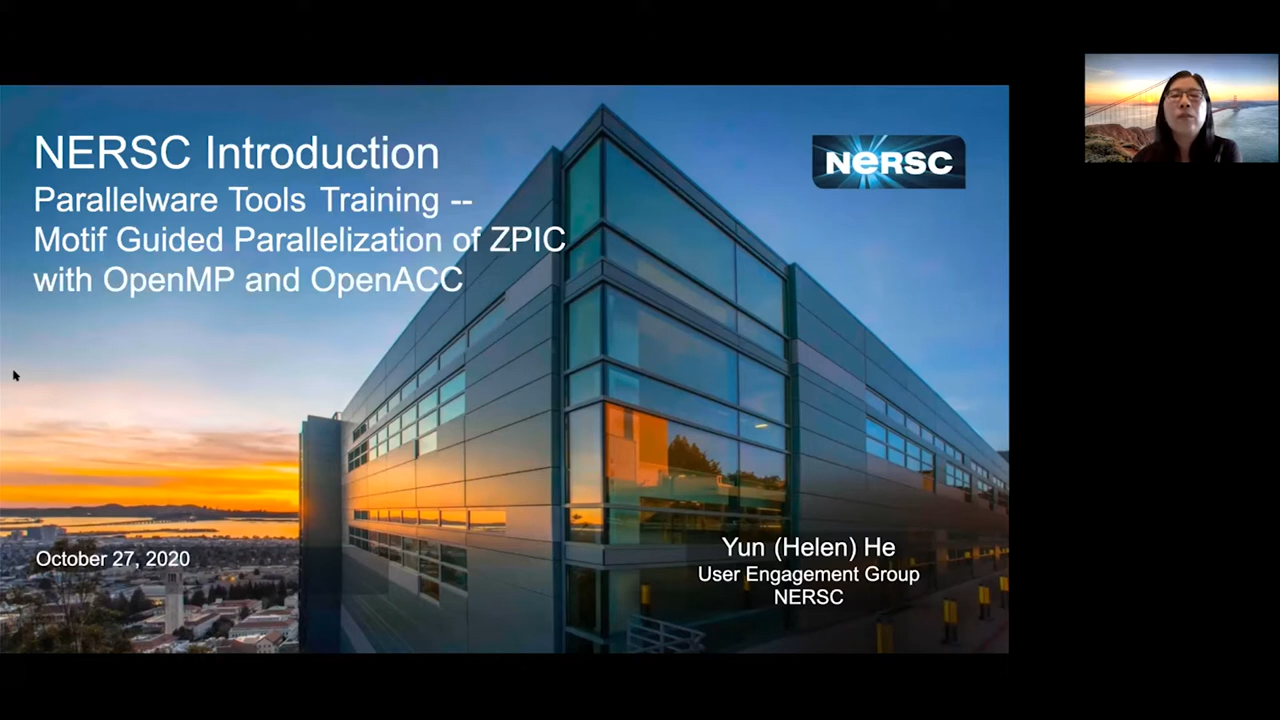 NERSC Introduction
Parallelware Tools Training --
Motif Guided Parallelization of ZPIC
with OpenMP and OpenACC
NERSC
October 27, 2020
Yun (Helen) He
User Engagement Group
NERSC